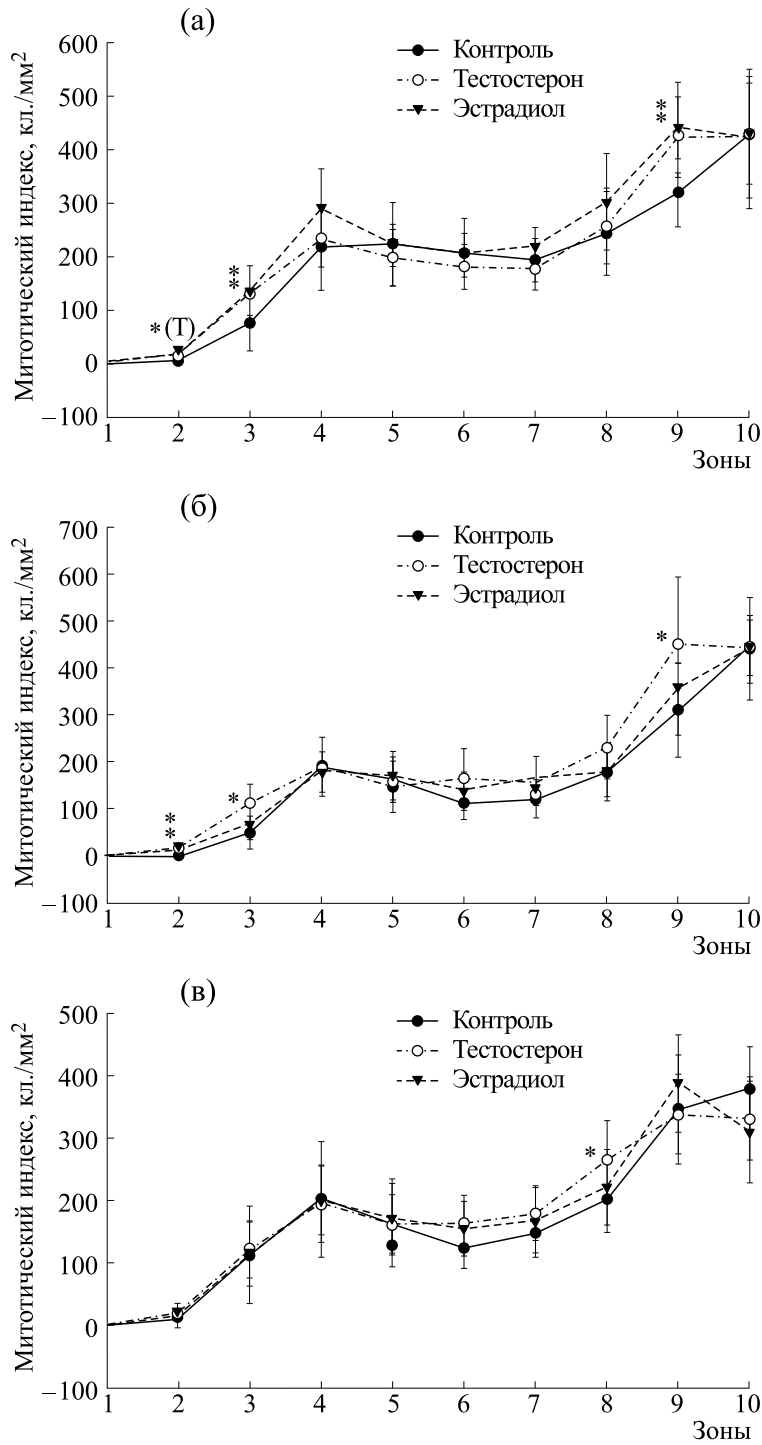 (а)
Митотический индекс, кл./мм²
600
500
400
300
200
100
0
–100
Контроль
Тестостерон
Эстрадиол
* (Т)
*
*
*
*
1 2 3 4 5 6 7 8 9 10
Зоны
(б)
Митотический индекс, кл./мм²
700
600
500
400
300
200
100
0
–100
Контроль
Тестостерон
Эстрадиол
*
*
*
*
1 2 3 4 5 6 7 8 9 10
Зоны
(в)
Митотический индекс, кл./мм²
500
400
300
200
100
0
–100
Контроль
Тестостерон
Эстрадиол
*
1 2 3 4 5 6 7 8 9 10
Зоны